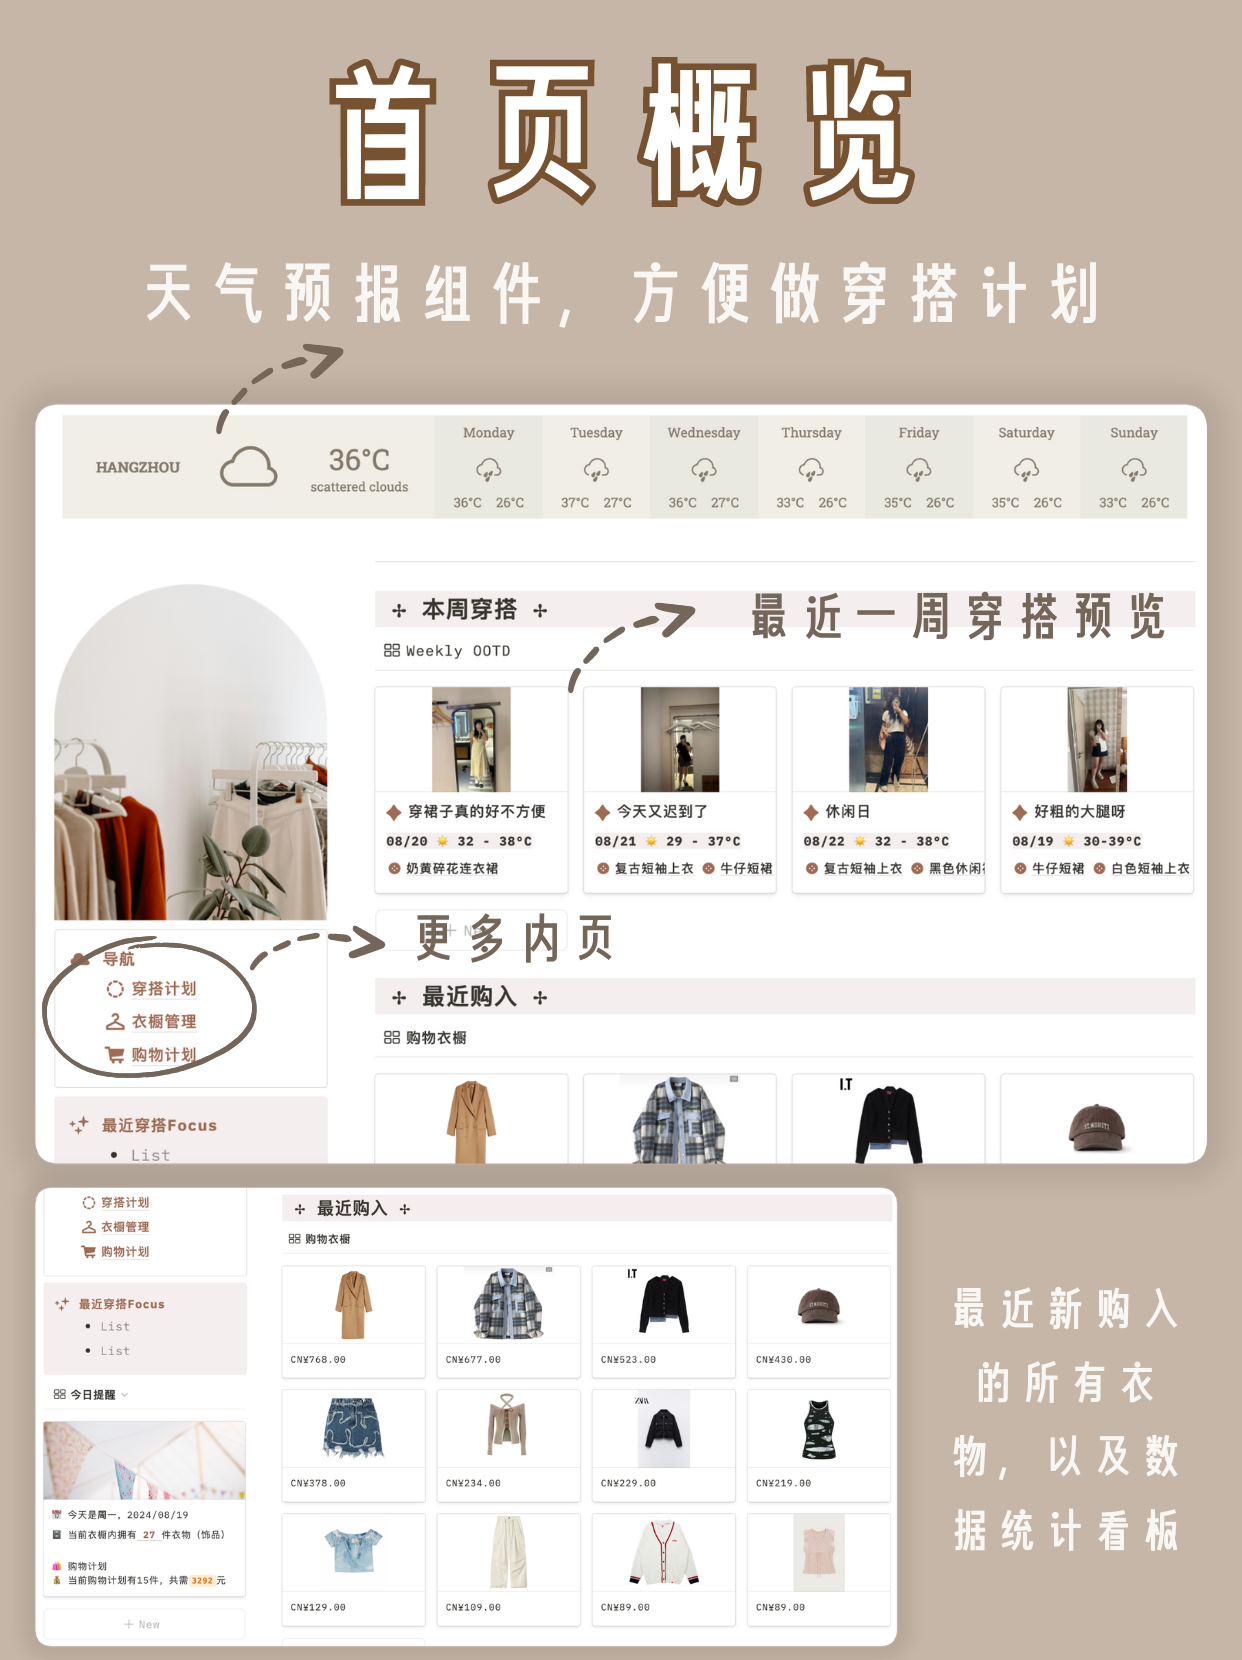 首页概览
天气预报组件，方便做穿搭计划
HANGZHOU
36°C
scattered clouds
Monday
36°C 26°C
Tuesday
37°C 27°C
Wednesday
36°C 27°C
Thursday
33°C 26°C
Friday
35°C 26°C
Saturday
35°C 26°C
Sunday
33°C 26°C
本周穿搭
最近一周穿搭预览
Weekly OOTD
穿裙子真的好不方便
08/20 ☀️ 32 - 38°C
奶黄碎花连衣裙
今天又迟到了
08/21 ☀️ 29 - 37°C
复古短袖上衣 牛仔短裙
休闲日
08/22 ☀️ 32 - 38°C
复古短袖上衣 黑色休闲
好粗的大腿呀
08/19 ☀️ 30-39°C
牛仔短裙 白色短袖上衣
更多内页
导航
穿搭计划
衣橱管理
购物计划
最近购入
购物衣橱
I.T
最近穿搭Focus
• List
穿搭计划
衣橱管理
购物计划
最近穿搭Focus
• List
• List
今日提醒
今天是周一，2024/08/19
当前衣橱内拥有 27 件衣物（饰品）
购物计划
当前购物计划有15件，共需3292元
+ New
最近购入
购物衣橱
I.T
CN¥768.00
CN¥677.00
CN¥523.00
CN¥430.00
ZARA
CN¥378.00
CN¥234.00
CN¥229.00
CN¥219.00
CN¥129.00
CN¥109.00
CN¥89.00
CN¥89.00
最近新购入
的所有衣
物，以及数
据统计看板